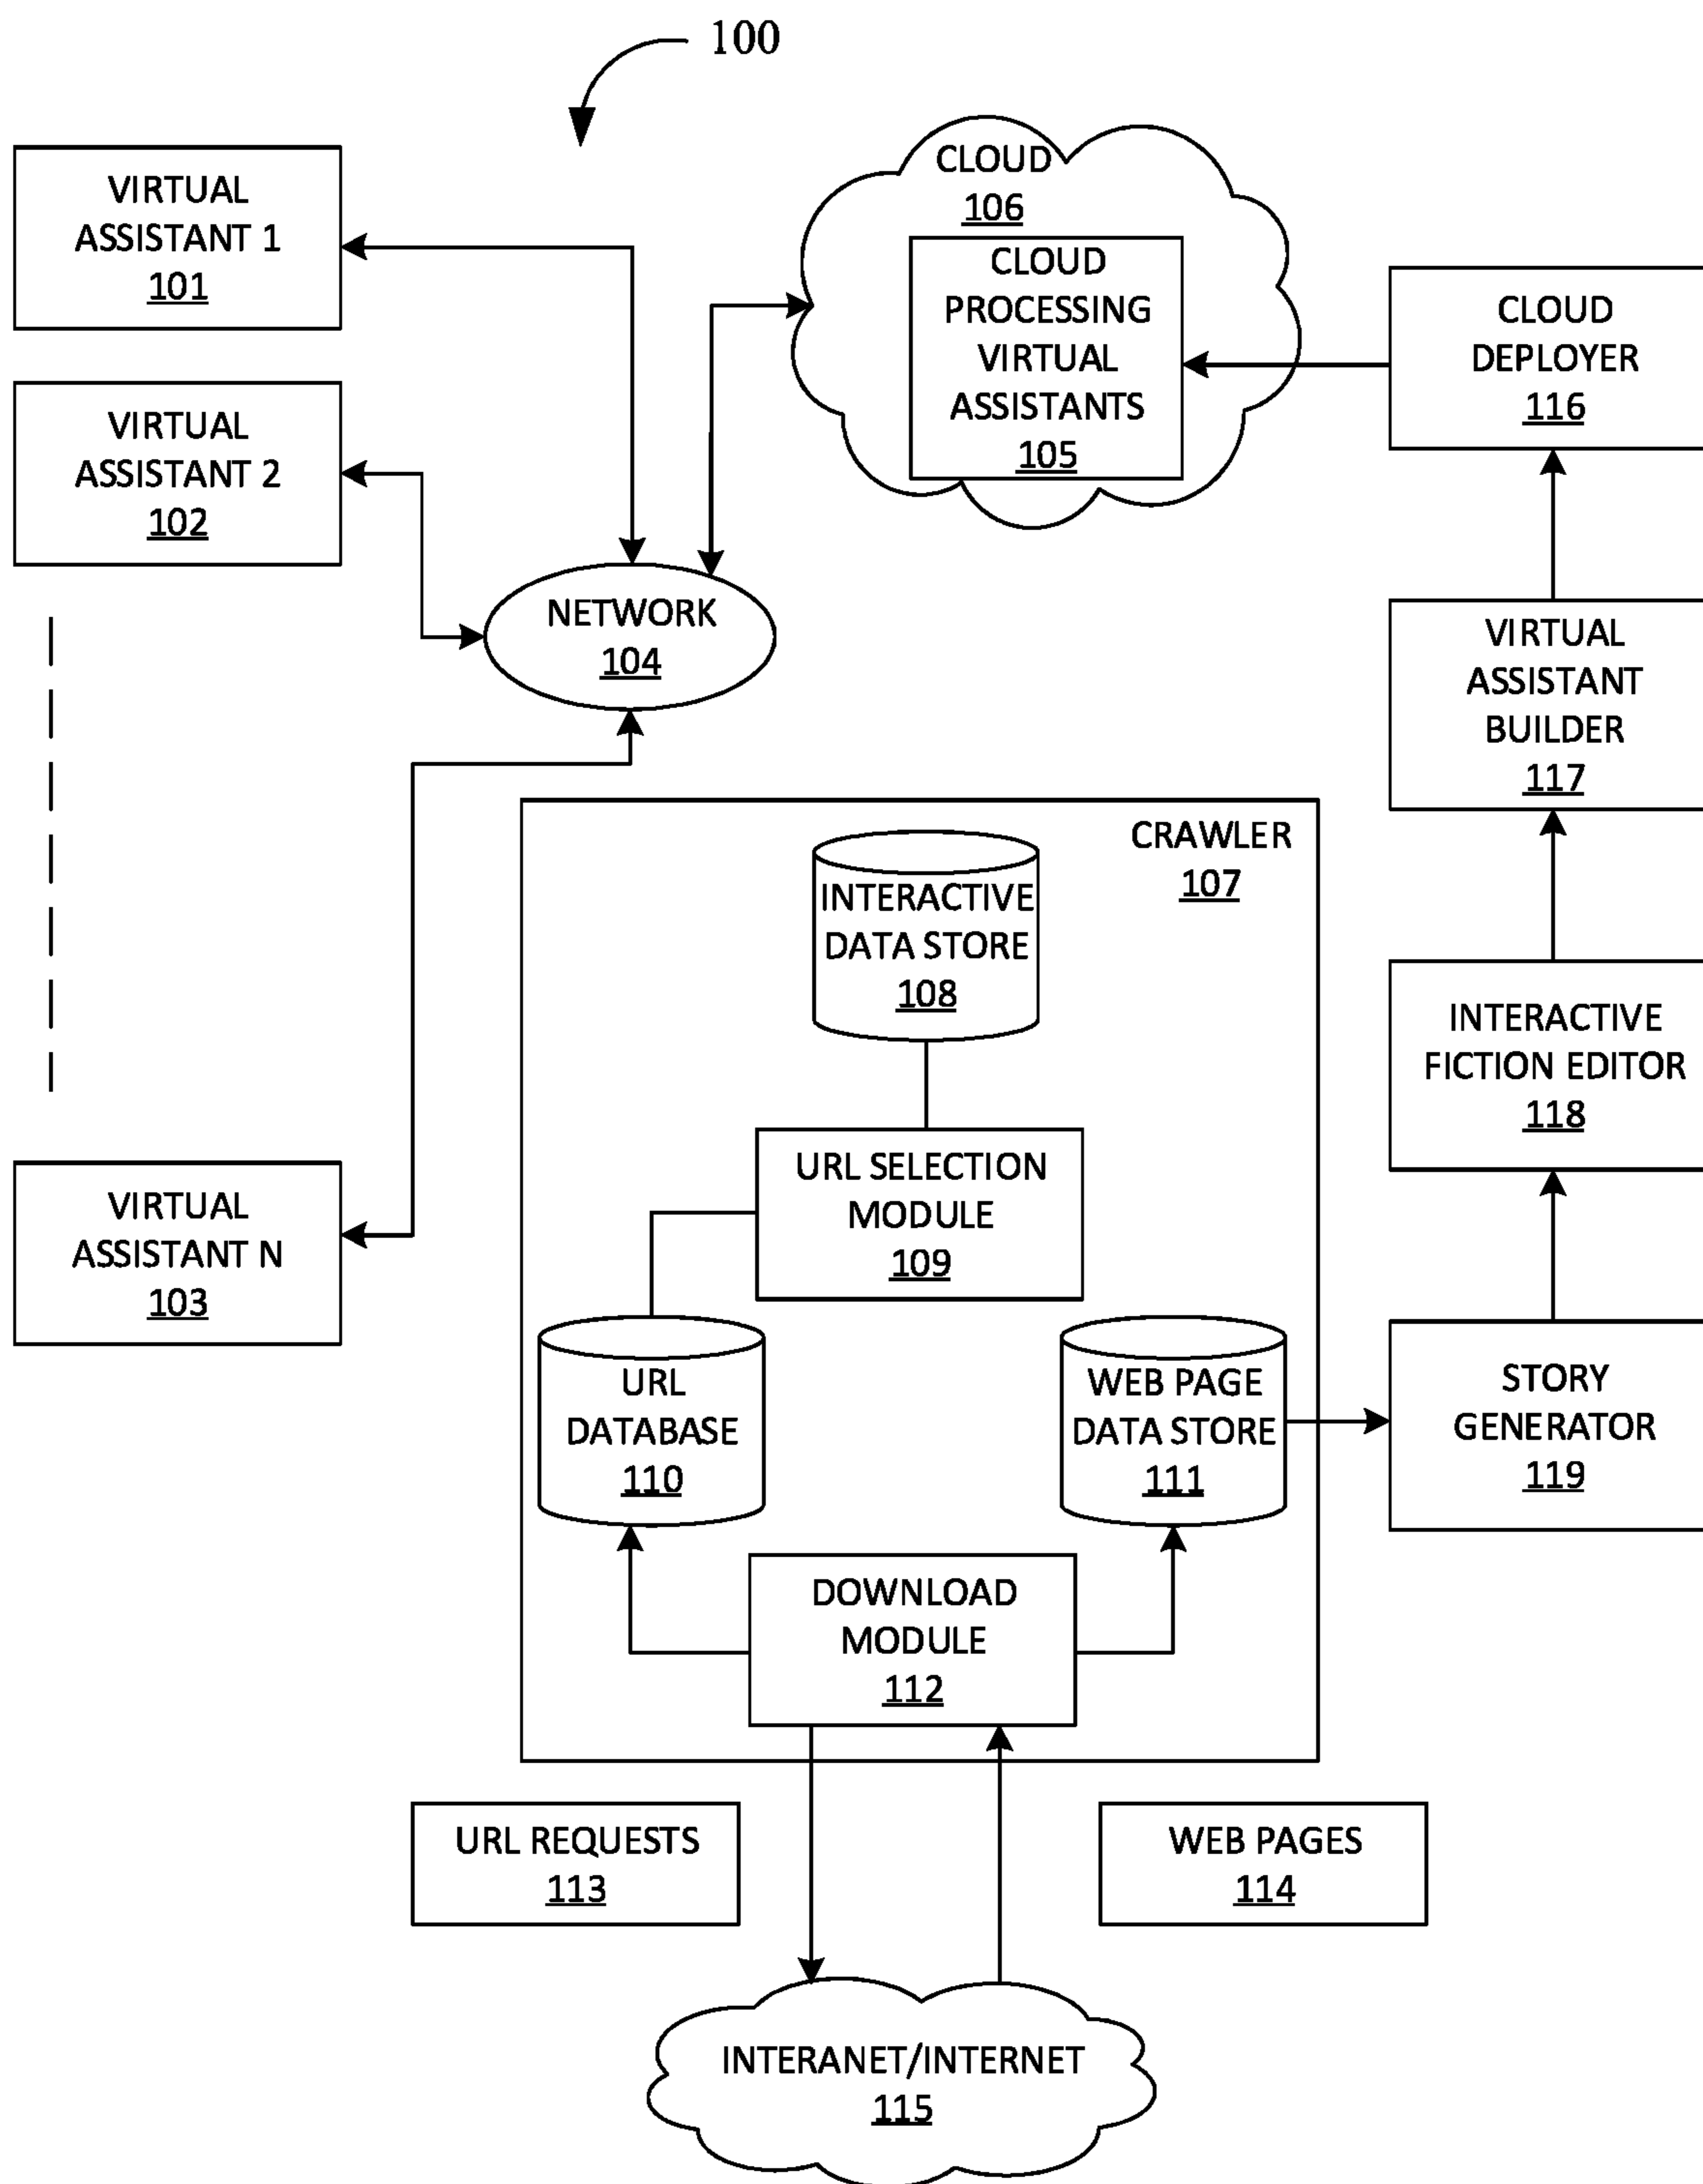 100
VIRTUAL
ASSISTANT 1
101
VIRTUAL
ASSISTANT 2
102
VIRTUAL
ASSISTANT N
103
NETWORK
104
CLOUD
106
CLOUD
PROCESSING
VIRTUAL
ASSISTANTS
105
CLOUD
DEPLOYER
116
VIRTUAL
ASSISTANT
BUILDER
117
INTERACTIVE
FICTION EDITOR
118
STORY
GENERATOR
119
CRAWLER
107
INTERACTIVE
DATA STORE
108
URL SELECTION
MODULE
109
URL
DATABASE
110
WEB PAGE
DATA STORE
111
DOWNLOAD
MODULE
112
URL REQUESTS
113
WEB PAGES
114
INTERANET/INTERNET
115